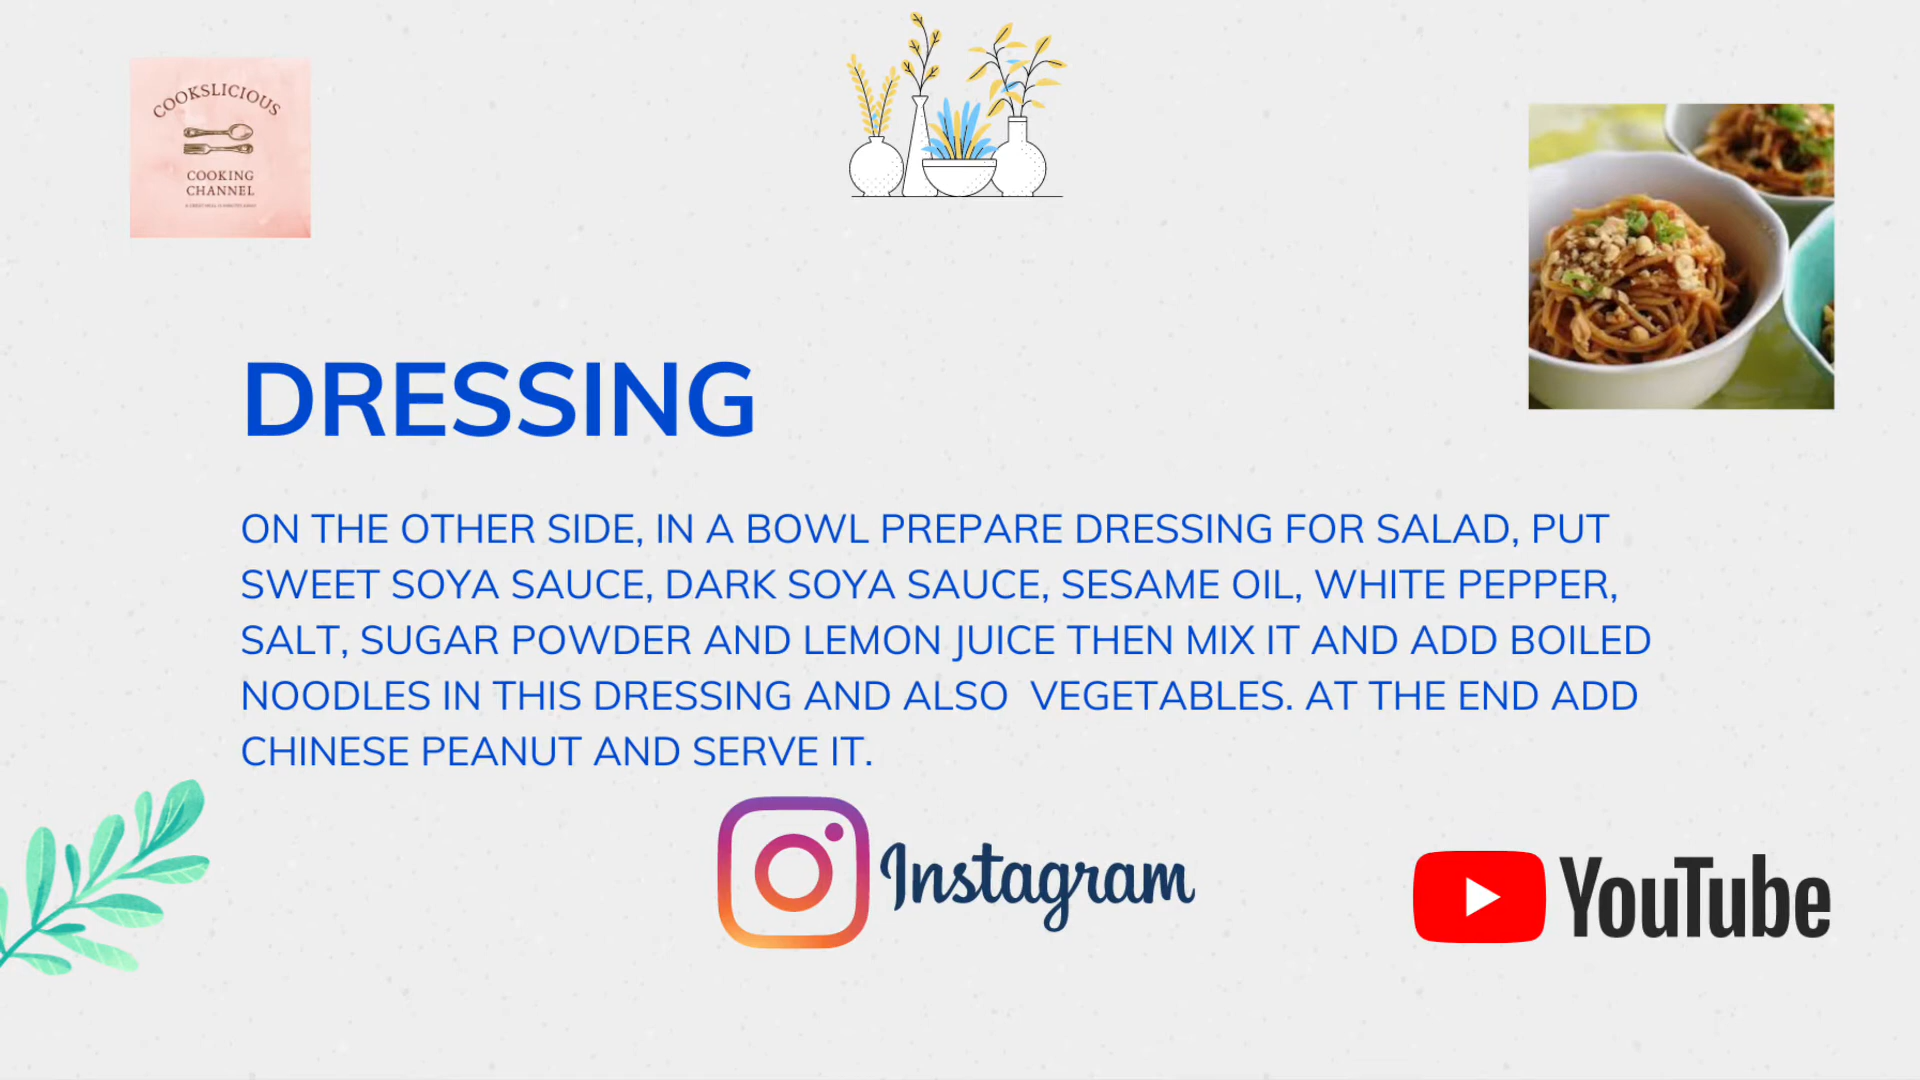 COOKSLICIOUS
COOKING
CHANNEL
DRESSING
ON THE OTHER SIDE, IN A BOWL PREPARE DRESSING FOR SALAD, PUT
SWEET SOYA SAUCE, DARK SOYA SAUCE, SESAME OIL, WHITE PEPPER,
SALT, SUGAR POWDER AND LEMON JUICE THEN MIX IT AND ADD BOILED
NOODLES IN THIS DRESSING AND ALSO  VEGETABLES. AT THE END ADD
CHINESE PEANUT AND SERVE IT.
Instagram
YouTube